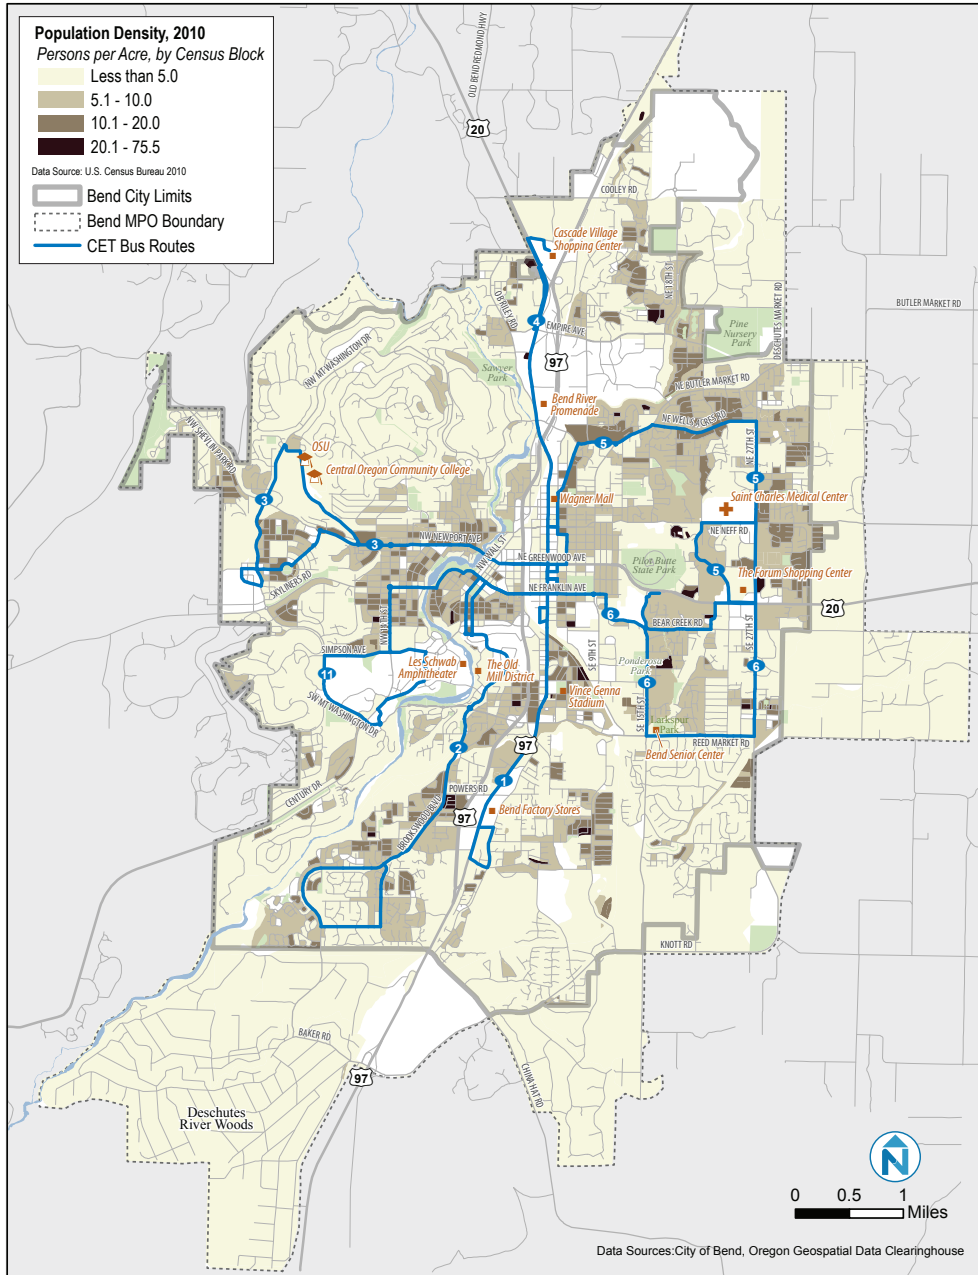 Population Density, 2010
Persons per Acre, by Census Block
Less than 5.0
5.1 - 10.0
10.1 - 20.0
20.1 - 75.5
Data Source: U.S. Census Bureau 2010
Bend City Limits
Bend MPO Boundary
CET Bus Routes
OLD BEND REDMOND HWY
20
COOLEY RD
Cascade Village
Shopping Center
NE 18TH ST
O B RILEY RD
4
EMPIRE AVE
DESCHUTES MARKET RD
BUTLER MARKET RD
Pine
Nursery
Park
NW MT WASHINGTON DR
97
Sawyer
Park
NE BUTLER MARKET RD
Bend River
Promenade
NE WELLS ACRES RD
NW SHEVLIN PARK RD
OSU
Central Oregon Community College
5
NE 27TH ST
5
3
Wagner Mall
Saint Charles Medical Center
NE NEFF RD
NW NEWPORT AVE
3
NW WALL ST
NE GREENWOOD AVE
Pilot Butte
State Park
5
The Forum Shopping Center
SKYLINERS RD
NE FRANKLIN AVE
20
NW 14TH ST
6
BEAR CREEK RD
SE 9TH ST
SE 27TH ST
SIMPSON AVE
11
Les Schwab
Amphitheater
The Old
Mill District
Ponderosa
Park
6
6
SW MT WASHINGTON DR
Vince Genna
Stadium
SE 15TH ST
Larkspur
Park
2
97
REED MARKET RD
Bend Senior Center
CENTURY DR
1
POWERS RD
BROOKSWOOD BLVD
97
Bend Factory Stores
KNOTT RD
BAKER RD
97
CHINA HAT RD
Deschutes
River Woods
N
0 0.5 1
Miles
Data Sources:City of Bend, Oregon Geospatial Data Clearinghouse